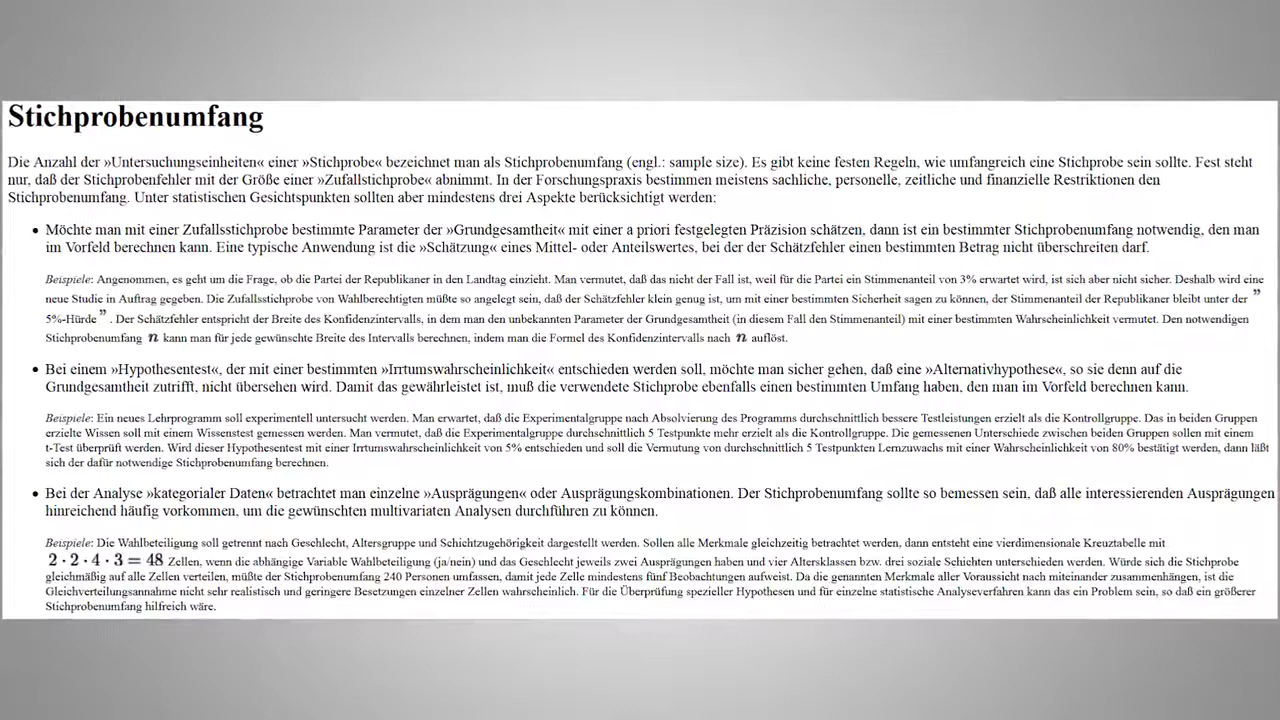 Stichprobenumfang
Die Anzahl der »Untersuchungseinheiten« einer »Stichprobe« bezeichnet man als Stichprobenumfang (engl.: sample size). Es gibt keine festen Regeln, wie umfangreich eine Stichprobe sein sollte. Fest steht
nur, daß der Stichprobenfehler mit der Größe einer »Zufallstichprobe« abnimmt. In der Forschungspraxis bestimmen meistens sachliche, personelle, zeitliche und finanzielle Restriktionen den
Stichprobenumfang. Unter statistischen Gesichtspunkten sollten aber mindestens drei Aspekte berücksichtigt werden:
• Möchte man mit einer Zufallsstichprobe bestimmte Parameter der »Grundgesamtheit« mit einer a priori festgelegten Präzision schätzen, dann ist ein bestimmter Stichprobenumfang notwendig, den man
im Vorfeld berechnen kann. Eine typische Anwendung ist die »Schätzung« eines Mittel- oder Anteilswertes, bei der der Schätzfehler einen bestimmten Betrag nicht überschreiten darf.
Beispiele: Angenommen, es geht um die Frage, ob die Partei der Republikaner in den Landtag einzieht. Man vermutet, daß das nicht der Fall ist, weil für die Partei ein Stimmenanteil von 3% erwartet wird, ist sich aber nicht sicher. Deshalb wird eine
neue Studie in Auftrag gegeben. Die Zufallsstichprobe von Wahlberechtigten müßte so angelegt sein, daß der Schätzfehler klein genug ist, um mit einer bestimmten Sicherheit sagen zu können, der Stimmenanteil der Republikaner bleibt unter der ”
5%-Hürde ” . Der Schätzfehler entspricht der Breite des Konfidenzintervalls, in dem man den unbekannten Parameter der Grundgesamtheit (in diesem Fall den Stimmenanteil) mit einer bestimmten Wahrscheinlichkeit vermutet. Den notwendigen
Stichprobenumfang n kann man für jede gewünschte Breite des Intervalls berechnen, indem man die Formel des Konfidenzintervalls nach n auflöst.
• Bei einem »Hypothesentest«, der mit einer bestimmten »Irrtumswahrscheinlichkeit« entschieden werden soll, möchte man sicher gehen, daß eine »Alternativhypothese«, so sie denn auf die
Grundgesamtheit zutrifft, nicht übersehen wird. Damit das gewährleistet ist, muß die verwendete Stichprobe ebenfalls einen bestimmten Umfang haben, den man im Vorfeld berechnen kann.
Beispiele: Ein neues Lehrprogramm soll experimentell untersucht werden. Man erwartet, daß die Experimentalgruppe nach Absolvierung des Programms durchschnittlich bessere Testleistungen erzielt als die Kontrollgruppe. Das in beiden Gruppen
erzielte Wissen soll mit einem Wissenstest gemessen werden. Man vermutet, daß die Experimentalgruppe durchschnittlich 5 Testpunkte mehr erzielt als die Kontrollgruppe. Die gemessenen Unterschiede zwischen beiden Gruppen sollen mit einem
t-Test überprüft werden. Wird dieser Hypothesentest mit einer Irrtumswahrscheinlichkeit von 5% entschieden und soll die Vermutung von durchschnittlich 5 Testpunkten Lernzuwachs mit einer Wahrscheinlichkeit von 80% bestätigt werden, dann läßt
sich der dafür notwendige Stichprobenumfang berechnen.
• Bei der Analyse »kategorialer Daten« betrachtet man einzelne »Ausprägungen« oder Ausprägungskombinationen. Der Stichprobenumfang sollte so bemessen sein, daß alle interessierenden Ausprägungen
hinreichend häufig vorkommen, um die gewünschten multivariaten Analysen durchführen zu können.
Beispiele: Die Wahlbeteiligung soll getrennt nach Geschlecht, Altersgruppe und Schichtzugehörigkeit dargestellt werden. Sollen alle Merkmale gleichzeitig betrachtet werden, dann entsteht eine vierdimensionale Kreuztabelle mit
2 · 2 · 4 · 3 = 48 Zellen, wenn die abhängige Variable Wahlbeteiligung (ja/nein) und das Geschlecht jeweils zwei Ausprägungen haben und vier Altersklassen bzw. drei soziale Schichten unterschieden werden. Würde sich die Stichprobe
gleichmäßig auf alle Zellen verteilen, müßte der Stichprobenumfang 240 Personen umfassen, damit jede Zelle mindestens fünf Beobachtungen aufweist. Da die genannten Merkmale aller Voraussicht nach miteinander zusammenhängen, ist die
Gleichverteilungsannahme nicht sehr realistisch und geringere Besetzungen einzelner Zellen wahrscheinlich. Für die Überprüfung spezieller Hypothesen und für einzelne statistische Analyseverfahren kann das ein Problem sein, so daß ein größerer
Stichprobenumfang hilfreich wäre.